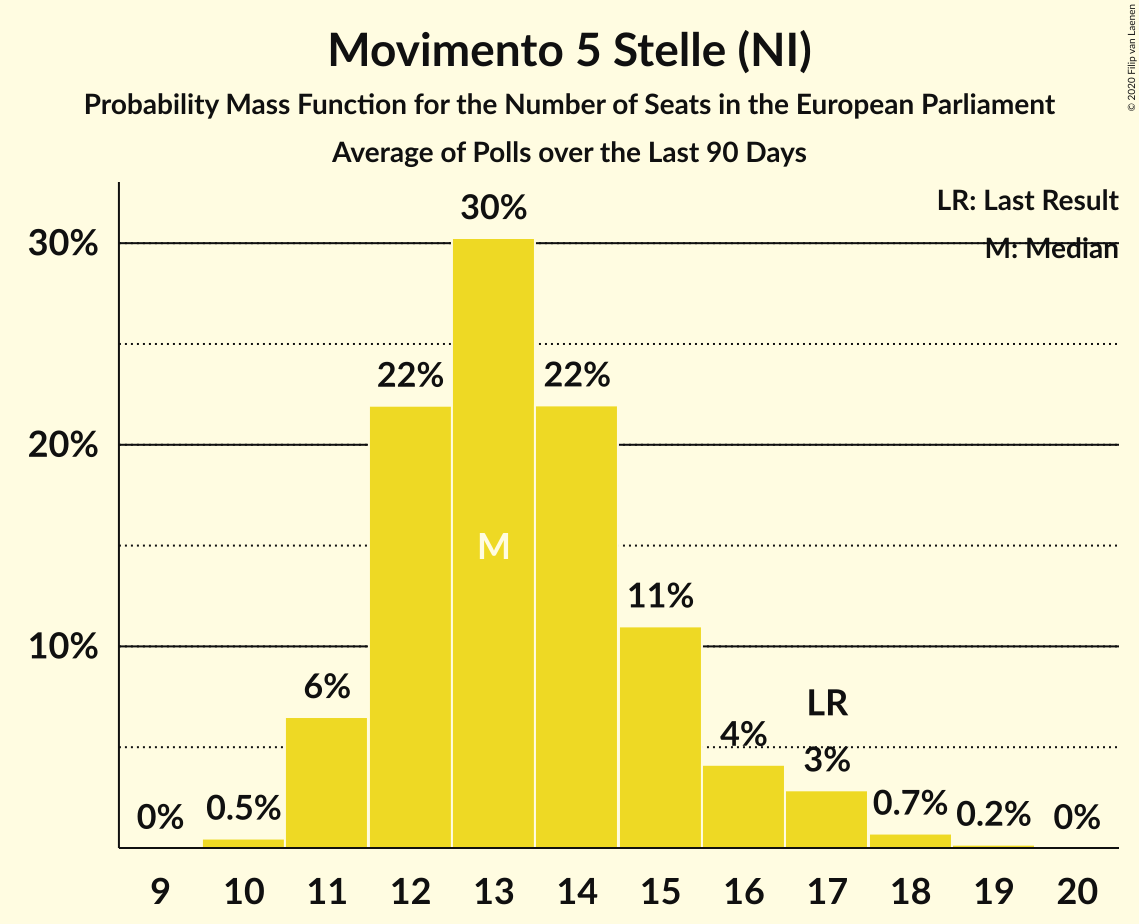 Movimento 5 Stelle (NI)
Probability Mass Function for the Number of Seats in the European Parliament
Average of Polls over the Last 90 Days
© 2020 Filip van Laenen
LR: Last Result
M: Median
30%
20%
10%
0%
0.5%
6%
22%
30%
M
22%
11%
4%
LR
3%
0.7%
0.2%
0%
9 10 11 12 13 14 15 16 17 18 19 20